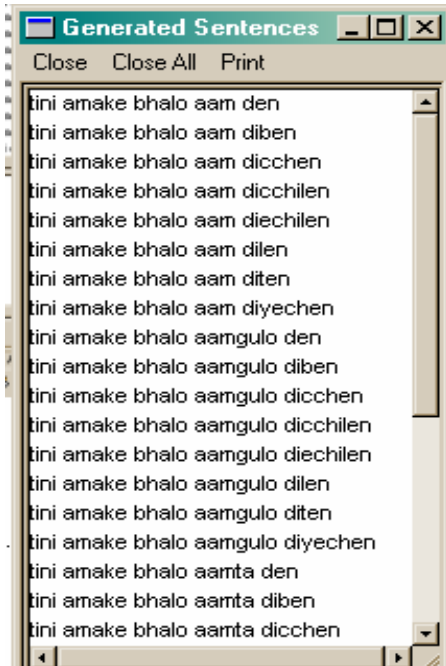 Generated Sentences
Close Close All Print
tini amake bhalo aam den
tini amake bhalo aam diben
tini amake bhalo aam dicchen
tini amake bhalo aam dicchilen
tini amake bhalo aam diechilen
tini amake bhalo aam dilen
tini amake bhalo aam diten
tini amake bhalo aam diyechen
tini amake bhalo aamgulo den
tini amake bhalo aamgulo diben
tini amake bhalo aamgulo dicchen
tini amake bhalo aamgulo dicchilen
tini amake bhalo aamgulo diechilen
tini amake bhalo aamgulo dilen
tini amake bhalo aamgulo diten
tini amake bhalo aamgulo diyechen
tini amake bhalo aamta den
tini amake bhalo aamta diben
tini amake bhalo aamta dicchen